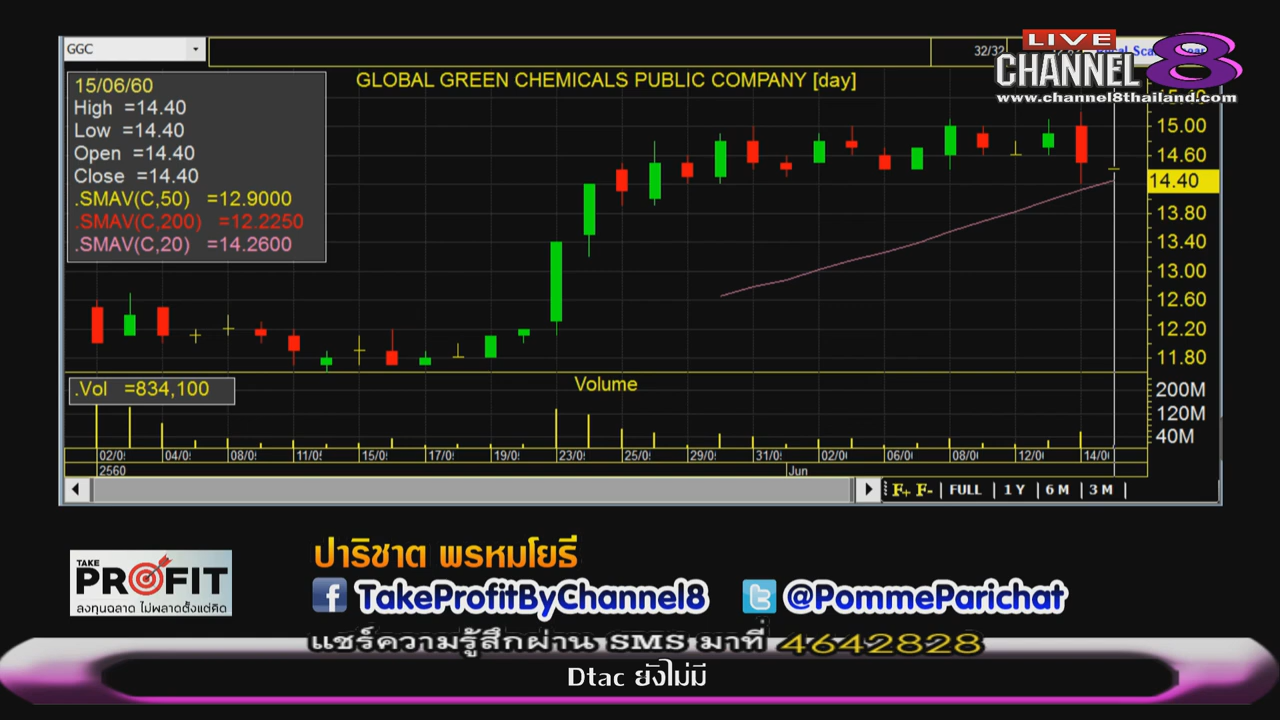 GGC
32/32
LIVE
CHANNEL 8
www.channel8thailand.com
GLOBAL GREEN CHEMICALS PUBLIC COMPANY [day]
15/06/60
High =14.40
Low =14.40
Open =14.40
Close =14.40
.SMAV(C,50) =12.9000
.SMAV(C,200) =12.2250
.SMAV(C,20) =14.2600
15.00
14.60
14.40
13.80
13.40
13.00
12.60
12.20
11.80
.Vol =834,100
Volume
200M
120M
40M
02/0 04/0 08/0 11/0 15/0 17/0 19/0 23/0 25/0 29/0 31/0 02/0 06/0 08/0 12/0 14/0
2560 Jun
F+ F- | FULL | 1 Y | 6 M | 3 M |
TAKE
PROFIT
ลงทุนฉลาด ไม่พลาดตั้งแต่คิด
ปาริชาต พรหมโยธี
TakeProfitByChannel8 @PommeParichat
แชร์ความรู้สึกผ่าน SMS มาที่ 4642828
Dtac ยังไม่มี